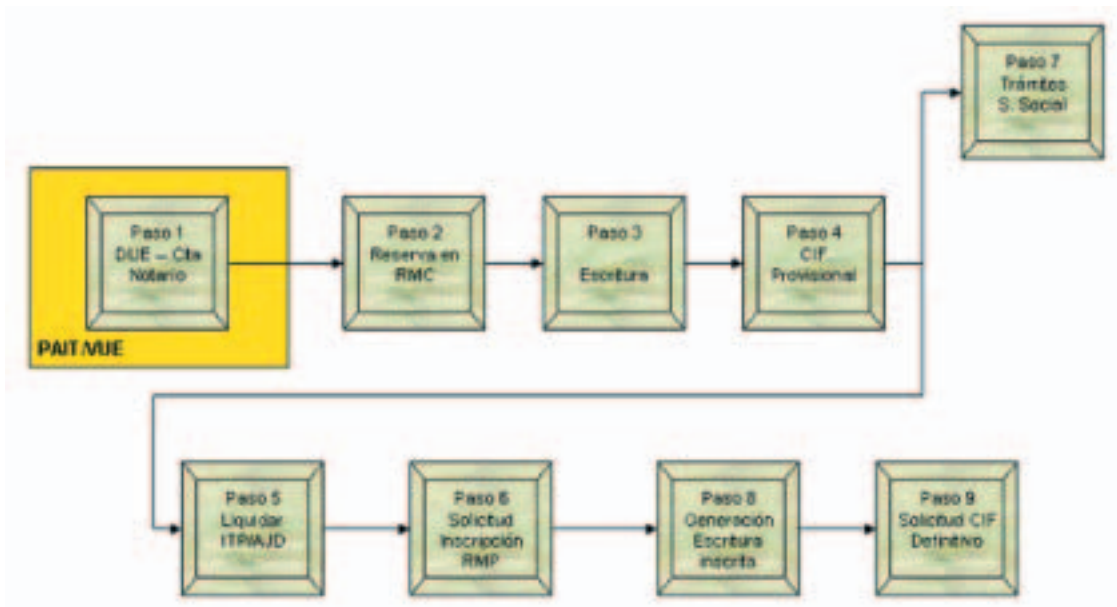 Paso 7
Trámites
S. Social
Paso 1
DUE – Cta
Notario
PAIT/VUE
Paso 2
Reserva en
RMC
Paso 3
Escritura
Paso 4
CIF
Provisional
Paso 5
Liquidar
ITP/AJD
Paso 6
Solicitud
Inscripción
RMP
Paso 8
Generación
Escritura
inscrita
Paso 9
Solicitud CIF
Definitivo